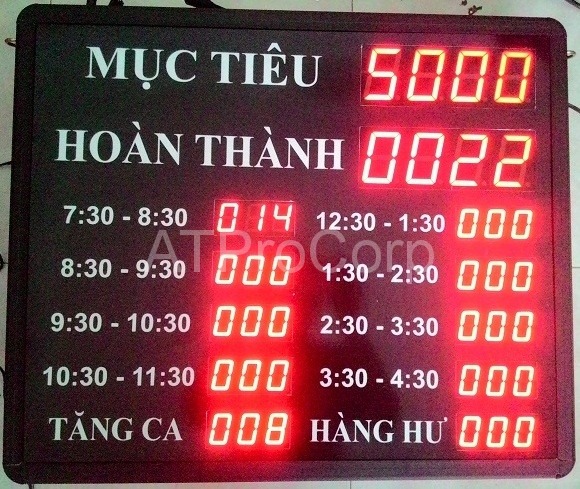 MỤC TIÊU 5000
HOÀN THÀNH 0022
7:30 - 8:30 014 12:30 - 1:30 000
ATProCorp
8:30 - 9:30 000 1:30 - 2:30 000
9:30 - 10:30 000 2:30 - 3:30 000
10:30 - 11:30 000 3:30 - 4:30 000
TĂNG CA 008 HÀNG HƯ 000